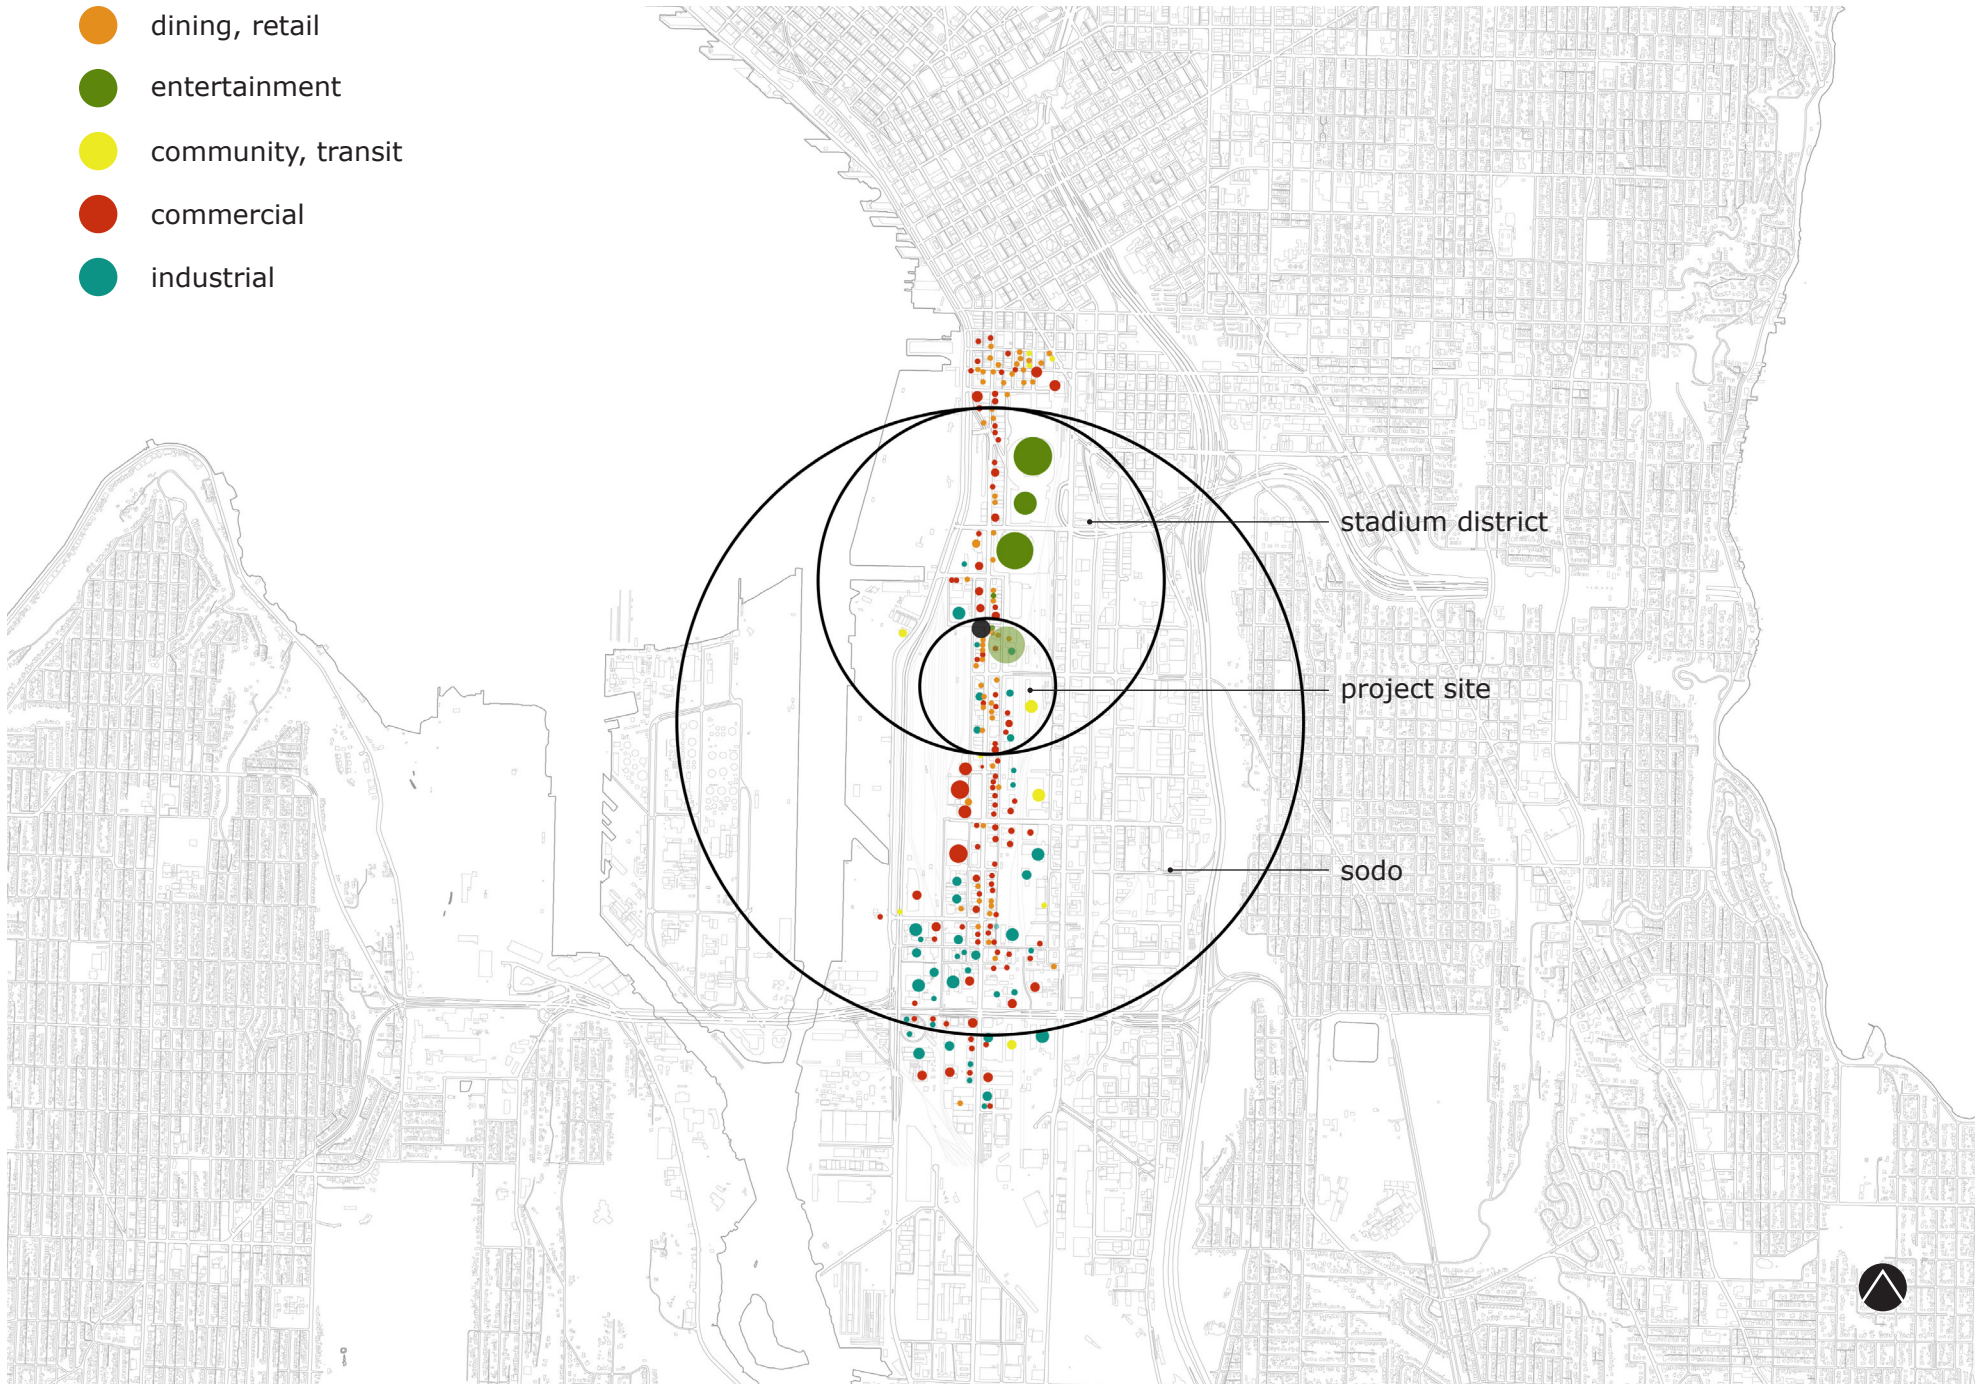 dining, retail
entertainment
community, transit
commercial
industrial
stadium district
project site
sodo